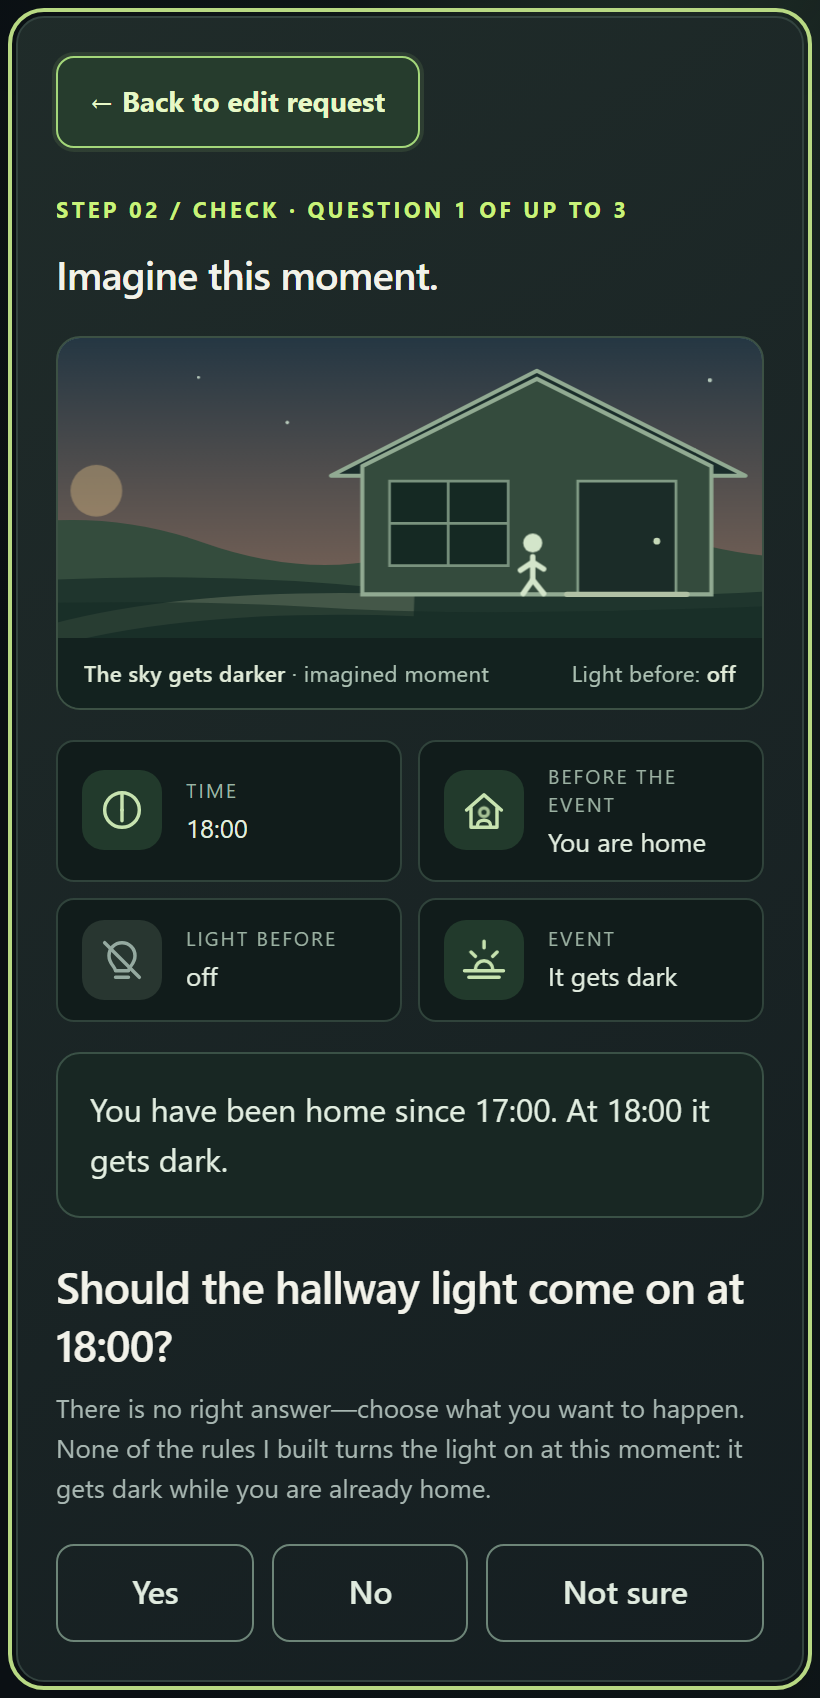 ← Back to edit request
STEP 02 / CHECK · QUESTION 1 OF UP TO 3
Imagine this moment.
The sky gets darker · imagined moment
Light before: off
TIME
18:00
BEFORE THE
EVENT
You are home
LIGHT BEFORE
off
EVENT
It gets dark
You have been home since 17:00. At 18:00 it
gets dark.
Should the hallway light come on at
18:00?
There is no right answer—choose what you want to happen.
None of the rules I built turns the light on at this moment: it
gets dark while you are already home.
Yes
No
Not sure